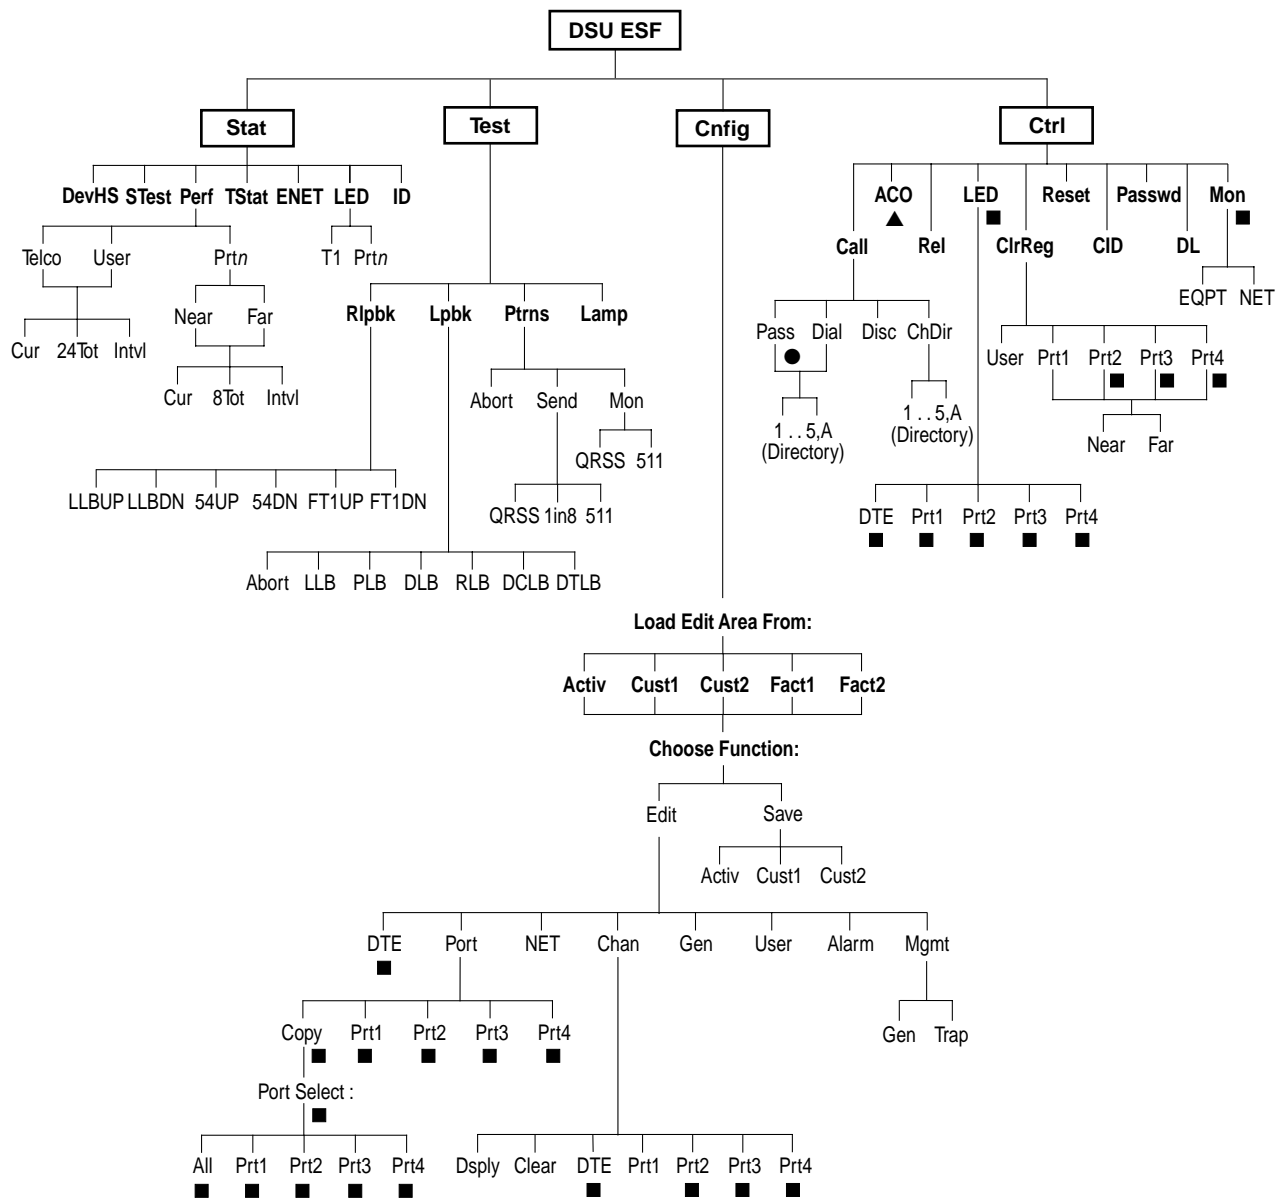 DSU ESF
Stat Test Cnfig Ctrl
DevHS STest Perf TStat ENET LED ID
ACO LED Reset Passwd Mon
Call Rel ClrReg CID DL
Telco User Prtn T1 Prtn
EQPT NET
Near Far
Rlpbk Lpbk Ptrns Lamp
Pass Dial Disc ChDir
Cur 24Tot Intvl
User Prt1 Prt2 Prt3 Prt4
Cur 8Tot Intvl
Abort Send Mon
1 . . 5,A
(Directory)
1 . . 5,A
(Directory)
Near Far
QRSS 511
LLBUP LLBDN 54UP 54DN FT1UP FT1DN
QRSS 1in8 511
DTE Prt1 Prt2 Prt3 Prt4
Abort LLB PLB DLB RLB DCLB DTLB
Load Edit Area From:
Activ Cust1 Cust2 Fact1 Fact2
Choose Function:
Edit Save
Activ Cust1 Cust2
DTE Port NET Chan Gen User Alarm Mgmt
Copy Prt1 Prt2 Prt3 Prt4
Gen Trap
Port Select :
All Prt1 Prt2 Prt3 Prt4
Dsply Clear DTE Prt1 Prt2 Prt3 Prt4